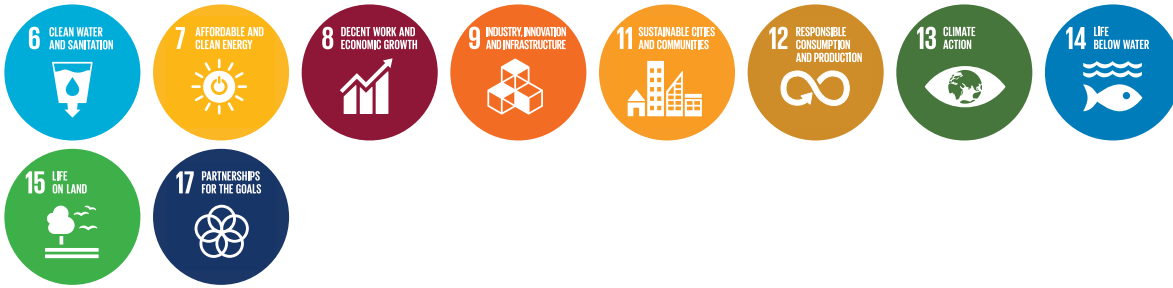 6 CLEAN WATER
AND SANITATION
7 AFFORDABLE AND
CLEAN ENERGY
8 DECENT WORK AND
ECONOMIC GROWTH
9 INDUSTRY, INNOVATION
AND INFRASTRUCTURE
11 SUSTAINABLE CITIES
AND COMMUNITIES
12 RESPONSIBLE
CONSUMPTION
AND PRODUCTION
13 CLIMATE
ACTION
14 LIFE
BELOW WATER
15 LIFE
ON LAND
17 PARTNERSHIPS
FOR THE GOALS